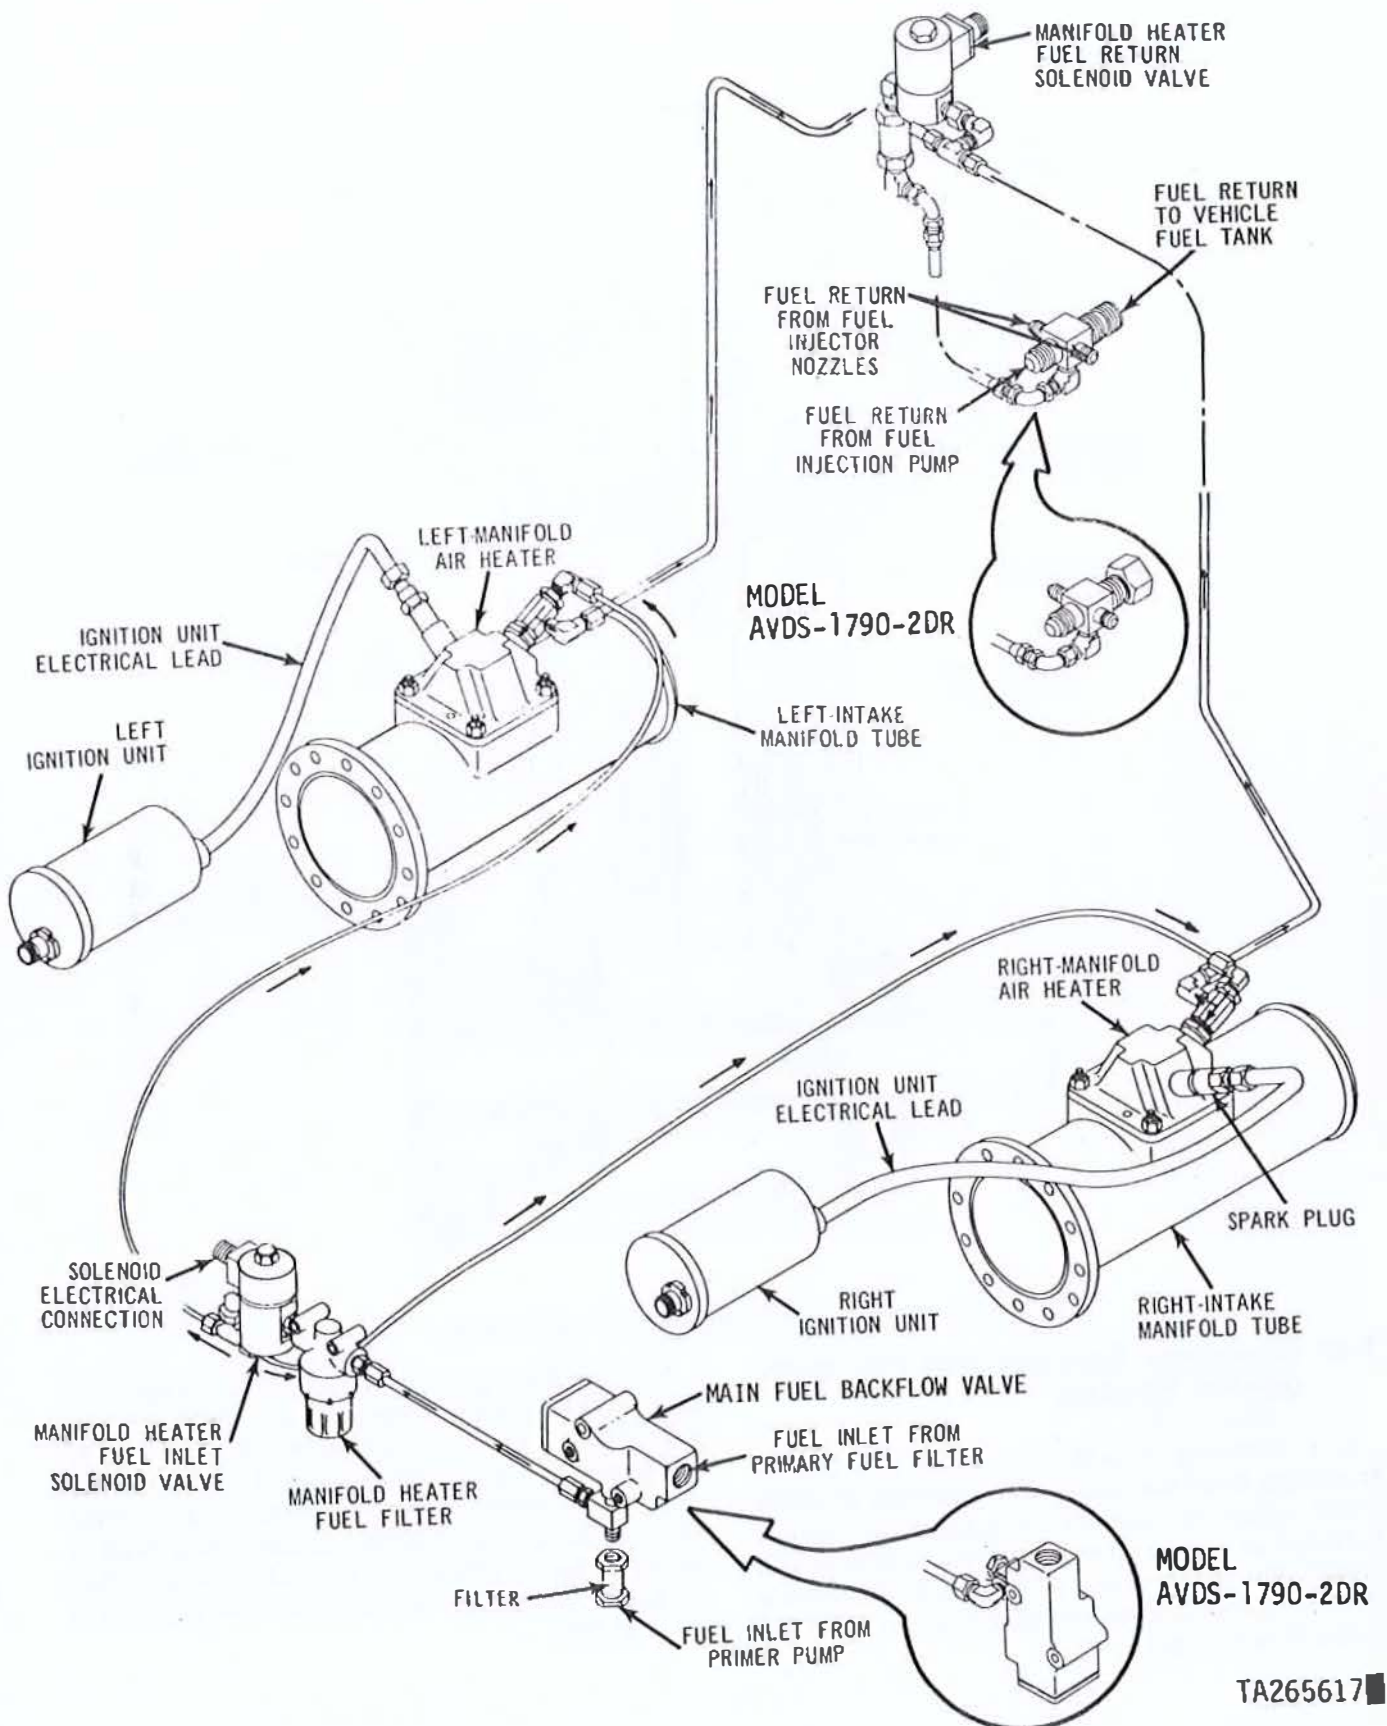 MANIFOLD HEATER
FUEL RETURN
SOLENOID VALVE
FUEL RETURN
TO VEHICLE
FUEL TANK
FUEL RETURN
FROM FUEL
INJECTOR
NOZZLES
FUEL RETURN
FROM FUEL
INJECTION PUMP
LEFT-MANIFOLD
AIR HEATER
MODEL
AVDS-1790-2DR
IGNITION UNIT
ELECTRICAL LEAD
LEFT-INTAKE
MANIFOLD TUBE
LEFT
IGNITION UNIT
RIGHT-MANIFOLD
AIR HEATER
IGNITION UNIT
ELECTRICAL LEAD
SPARK PLUG
SOLENOID
ELECTRICAL
CONNECTION
RIGHT
IGNITION UNIT
RIGHT-INTAKE
MANIFOLD TUBE
MAIN FUEL BACKFLOW VALVE
MANIFOLD HEATER
FUEL INLET
SOLENOID VALVE
FUEL INLET FROM
PRIMARY FUEL FILTER
MANIFOLD HEATER
FUEL FILTER
MODEL
AVDS-1790-2DR
FILTER
FUEL INLET FROM
PRIMER PUMP
TA265617